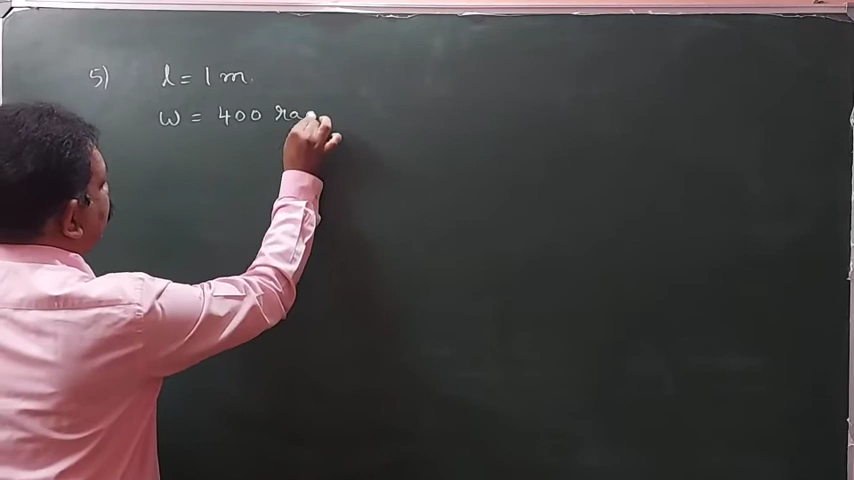 5) l = 1 m
ω = 400 ra